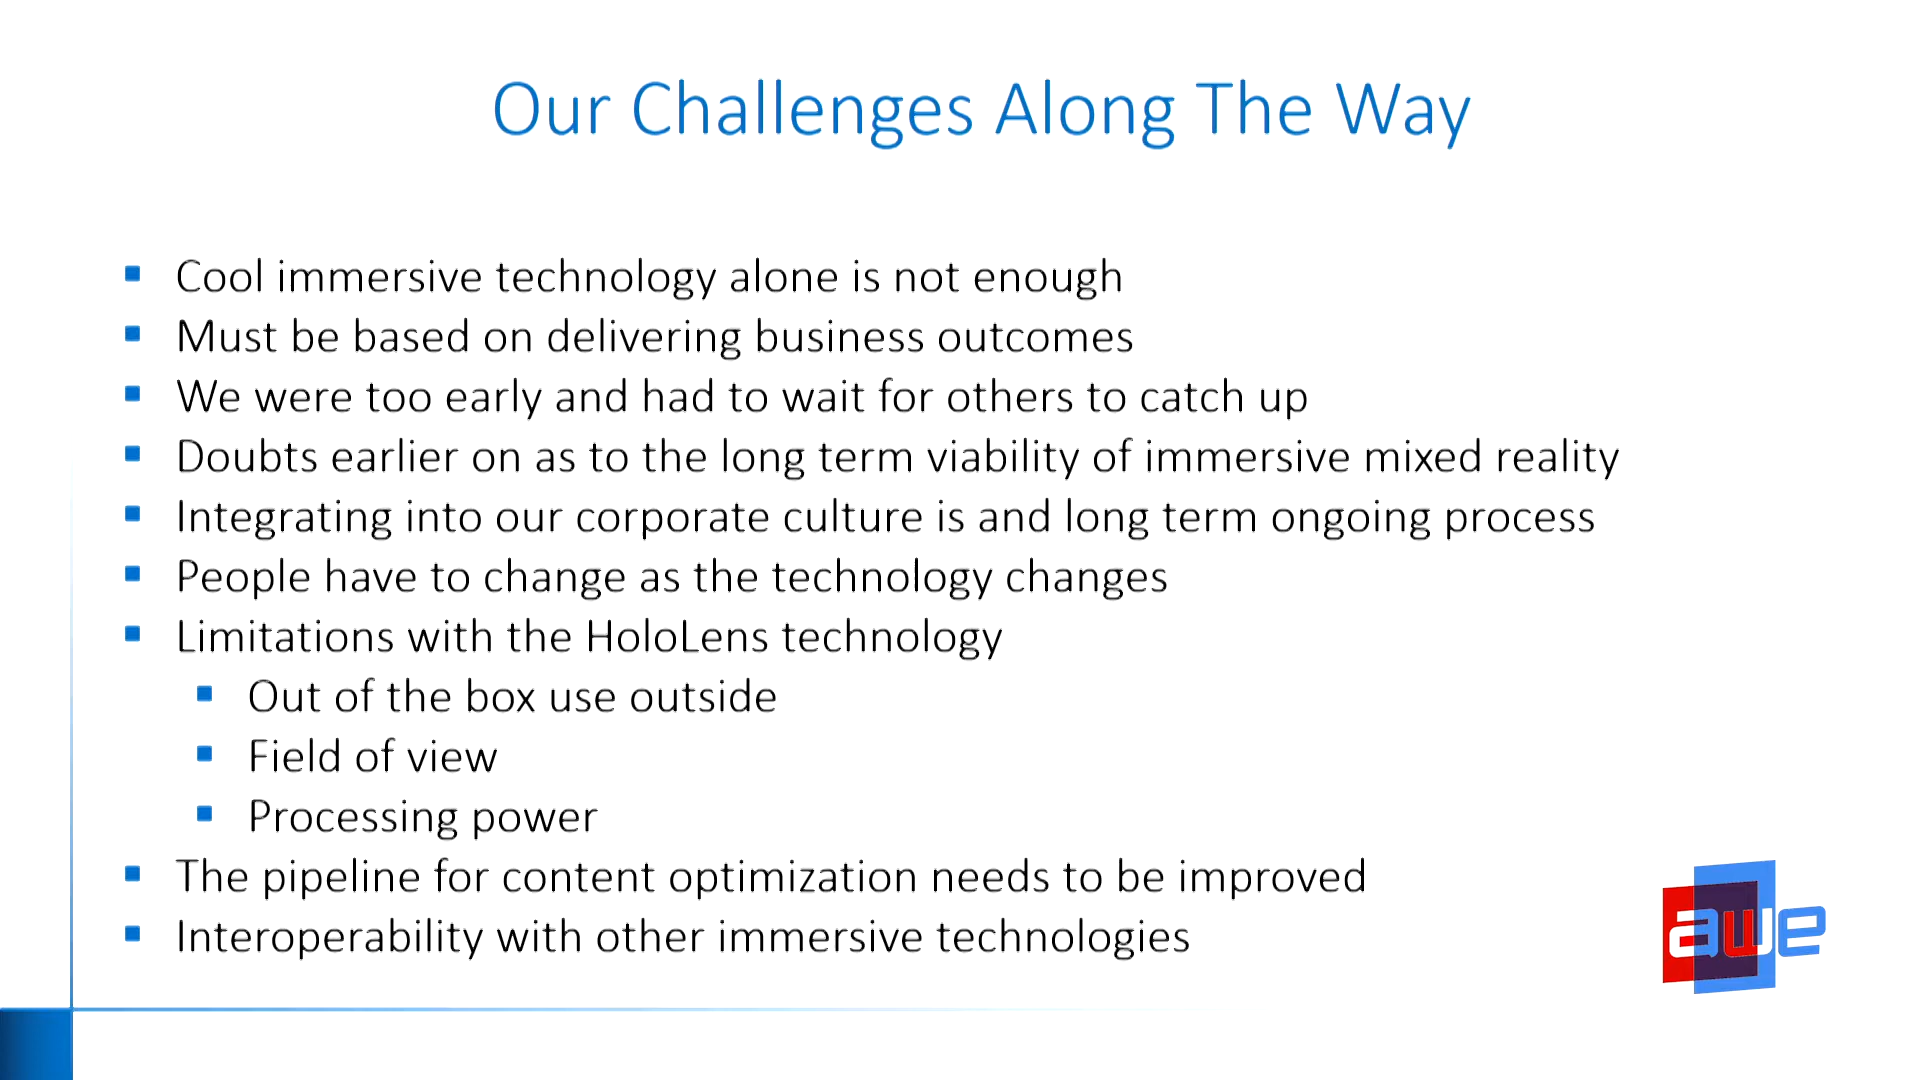 Our Challenges Along The Way
Cool immersive technology alone is not enough
Must be based on delivering business outcomes
We were too early and had to wait for others to catch up
Doubts earlier on as to the long term viability of immersive mixed reality
Integrating into our corporate culture is and long term ongoing process
People have to change as the technology changes
Limitations with the HoloLens technology
Out of the box use outside
Field of view
Processing power
The pipeline for content optimization needs to be improved
Interoperability with other immersive technologies
awe